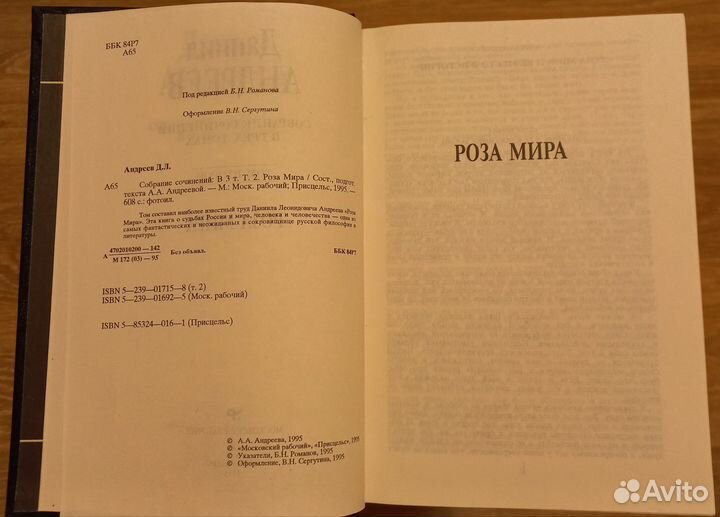 ББК 84Р7
А65
Под редакцией Б.Н. Романова
Оформление В.Н. Сергутина
Андреев Д.Л.
А65 Собрание сочинений: В 3 т. Т. 2. Роза Мира / Сост., подгот.
текста А.А. Андреевой. — М.: Моск. рабочий; Присцельс, 1995. —
608 с.: фотоил.
Том составил наиболее известный труд Даниила Леонидовича Андреева «Роза
Мира». Эта книга о судьбах России и мира, человека и человечества — одна из
самых фантастических и неожиданных в сокровищнице русской философии и
литературы.
А 4702010200—142
М 172 (03) — 95 Без объявл. ББК 84Р7
ISBN 5—239—01715—8 (т. 2)
ISBN 5—239—01692—5 (Моск. рабочий)
ISBN 5—85324—016—1 (Присцельс)
© А.А. Андреева, 1995
© «Московский рабочий», «Присцельс», 1995
© Указатели, Б.Н. Романов, 1995
© Оформление, В.Н. Сергутина, 1995
РОЗА МИРА
Avito